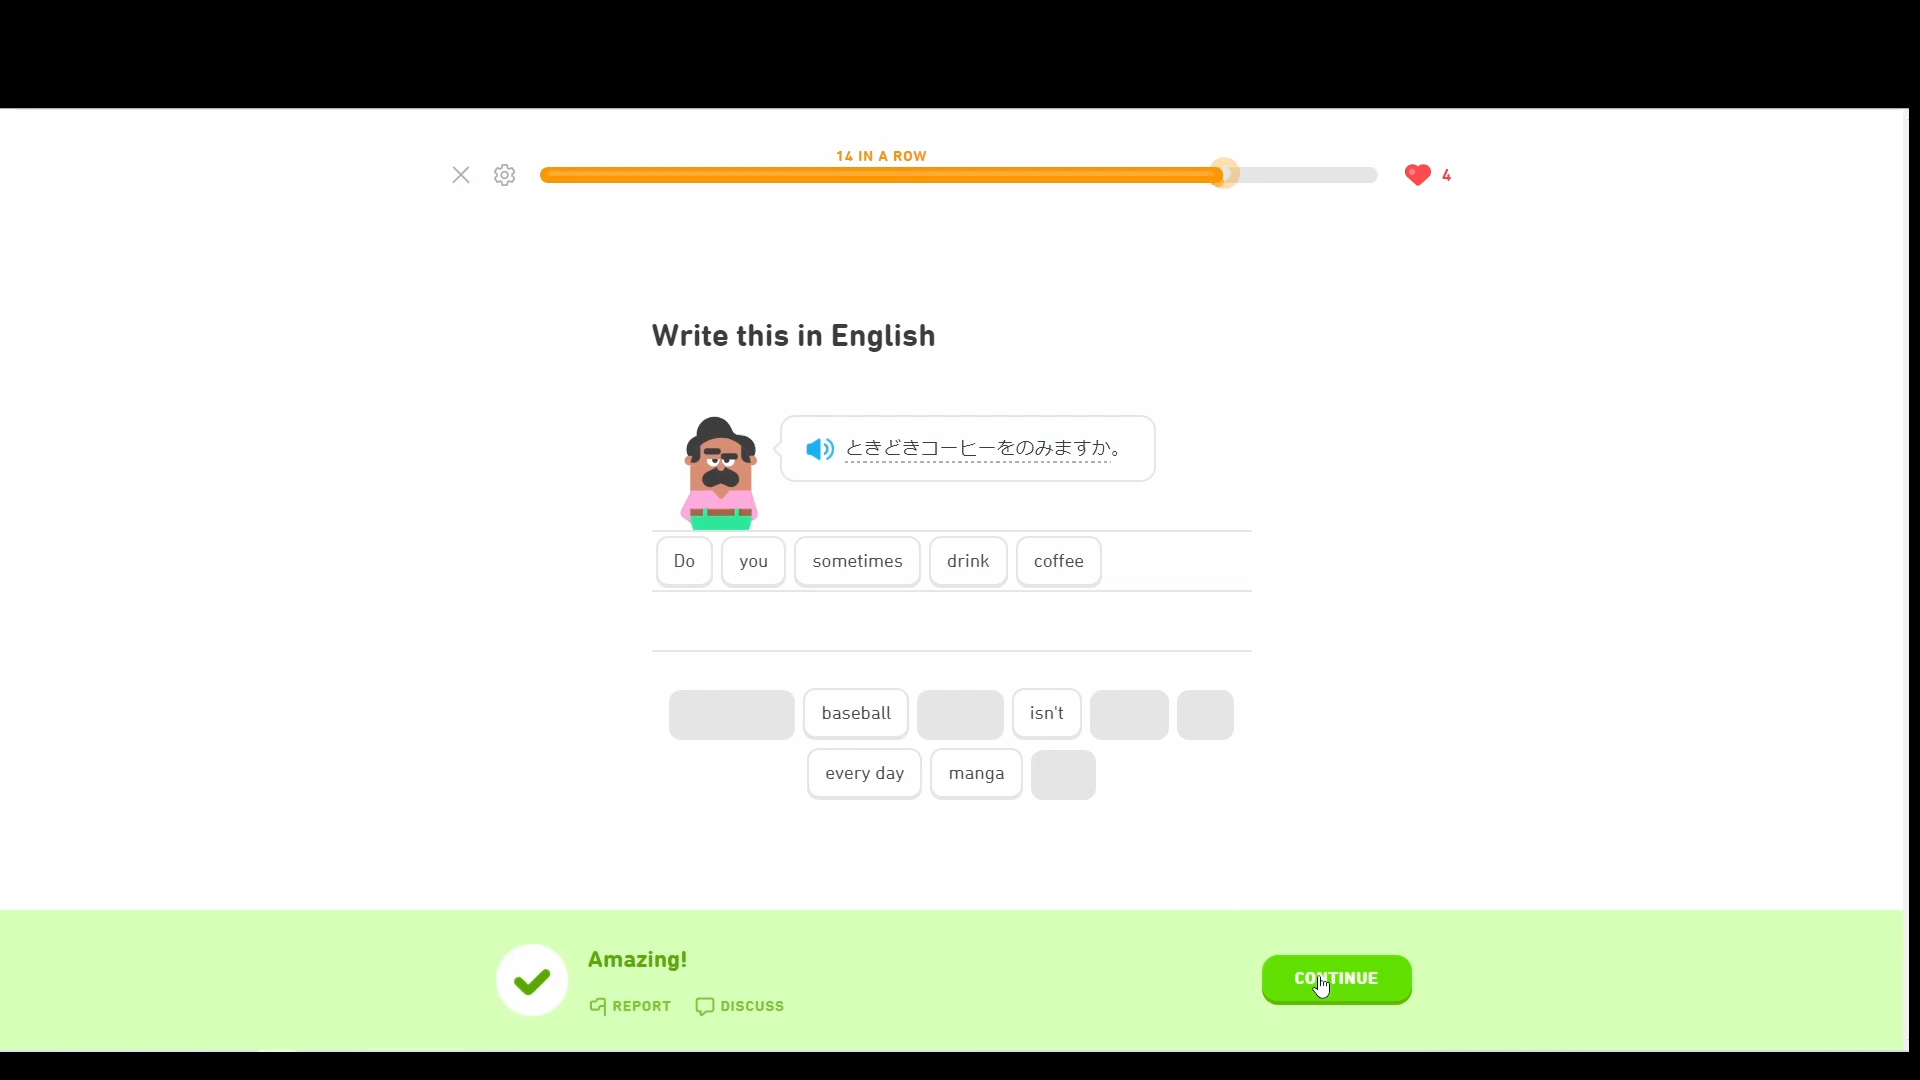 14 IN A ROW
4
Write this in English
ときどきコーヒーをのみますか。
Do you sometimes drink coffee
baseball isn't
every day manga
Amazing!
REPORT DISCUSS
CONTINUE